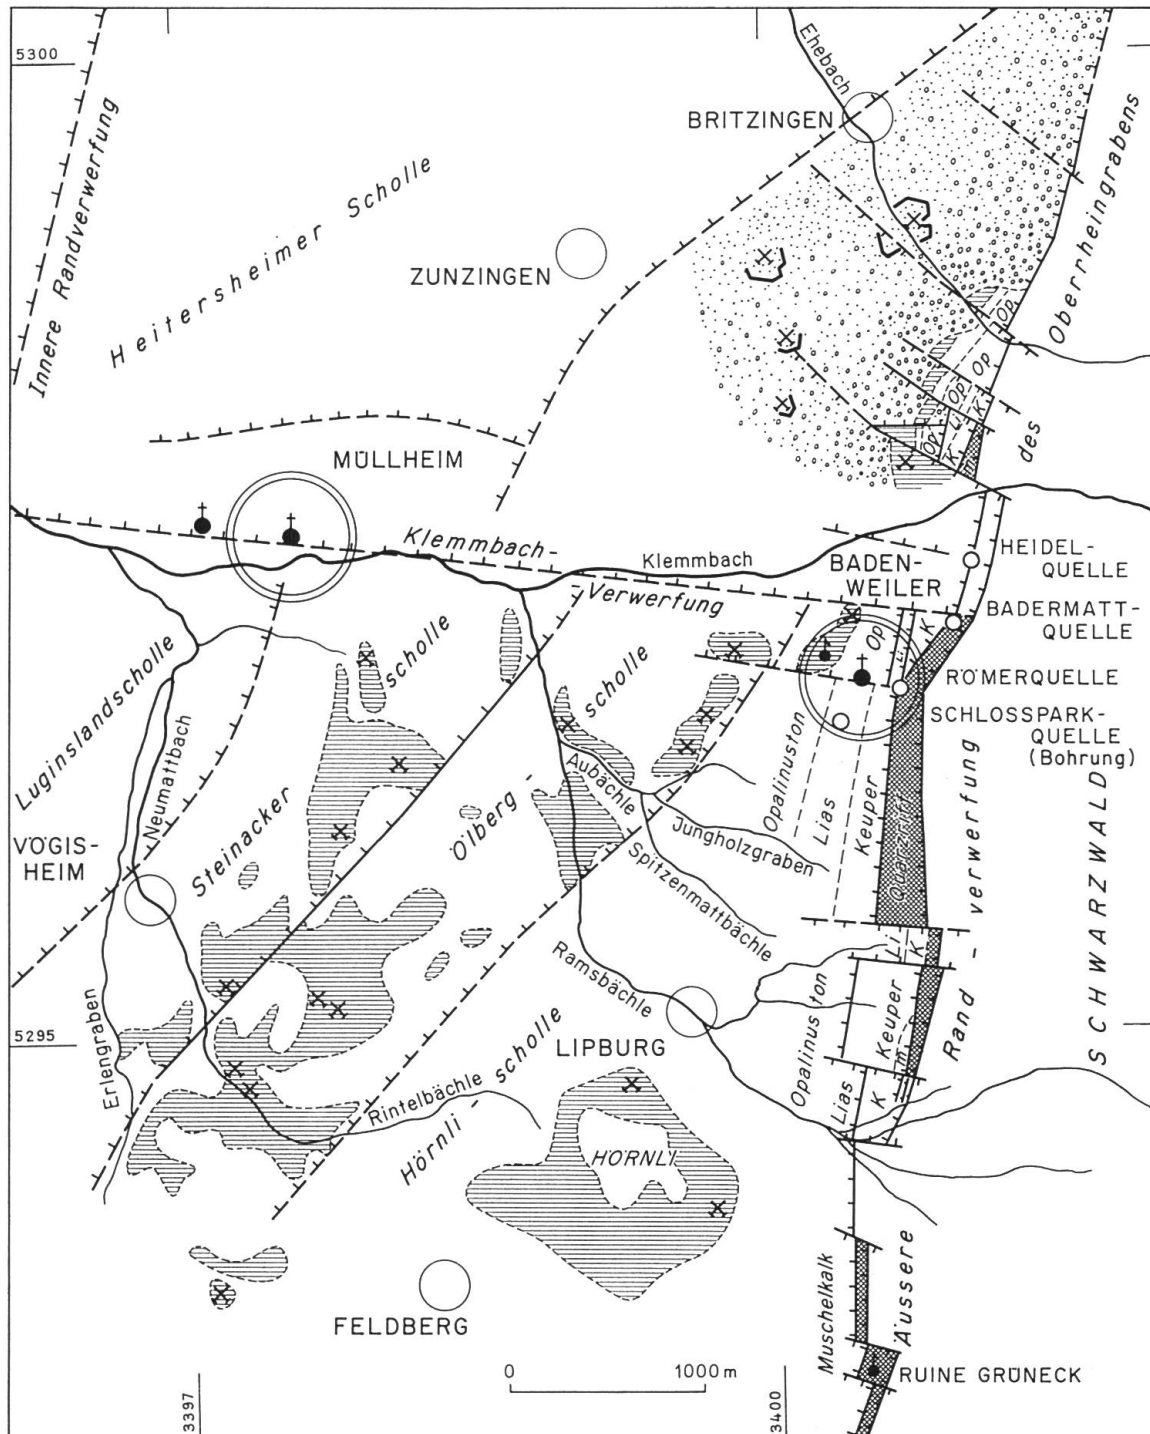 5300
Innere Randverwerfung
Heitersheimer Scholle
Ehebach
BRITZINGEN
ZUNZINGEN
Oberrheingrabens
Op
Op
Op
K
Li
Op
K
m
des
MÜLLHEIM
Klemmbach-
Klemmbach
-Verwerfung
BADEN-
WEILER
HEIDEL-
QUELLE
BADERMATT-
QUELLE
RÖMERQUELLE
SCHLOSSPARK-
QUELLE
(Bohrung)
Op
Li
K
Luginslandscholle
Neumattbach
VÖGIS-
HEIM
Steinacker
scholle
Ölberg -
scholle
Aubächle
Jungholzgraben
Spitzenmattbächle
Ramsbächle
Opalinuston
Lias
Keuper
Quarzriff
Li
K
verwerfung
-
Rand
SCHWARZWALD
Erlengraben
5295
LIPBURG
Rintelbächle
Hörnli -
scholle
HÖRNLI
Opalinuston
Keuper
m
Lias
K
FELDBERG
Muschelkalk
Äussere
RUINE GRÜNECK
0 1000 m
3397
3400